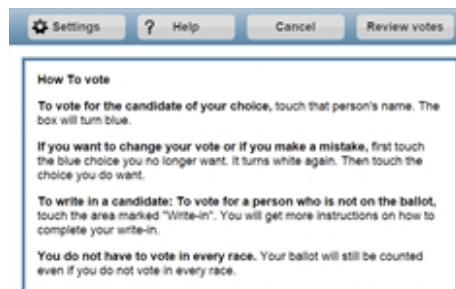 Settings
? Help
Cancel
Review votes
How To vote
To vote for the candidate of your choice, touch that person's name. The
box will turn blue.
If you want to change your vote or if you make a mistake, first touch
the blue choice you no longer want. It turns white again. Then touch the
choice you do want.
To write in a candidate: To vote for a person who is not on the ballot,
touch the area marked "Write-in". You will get more instructions on how to
complete your write-in.
You do not have to vote in every race. Your ballot will still be counted
even if you do not vote in every race.